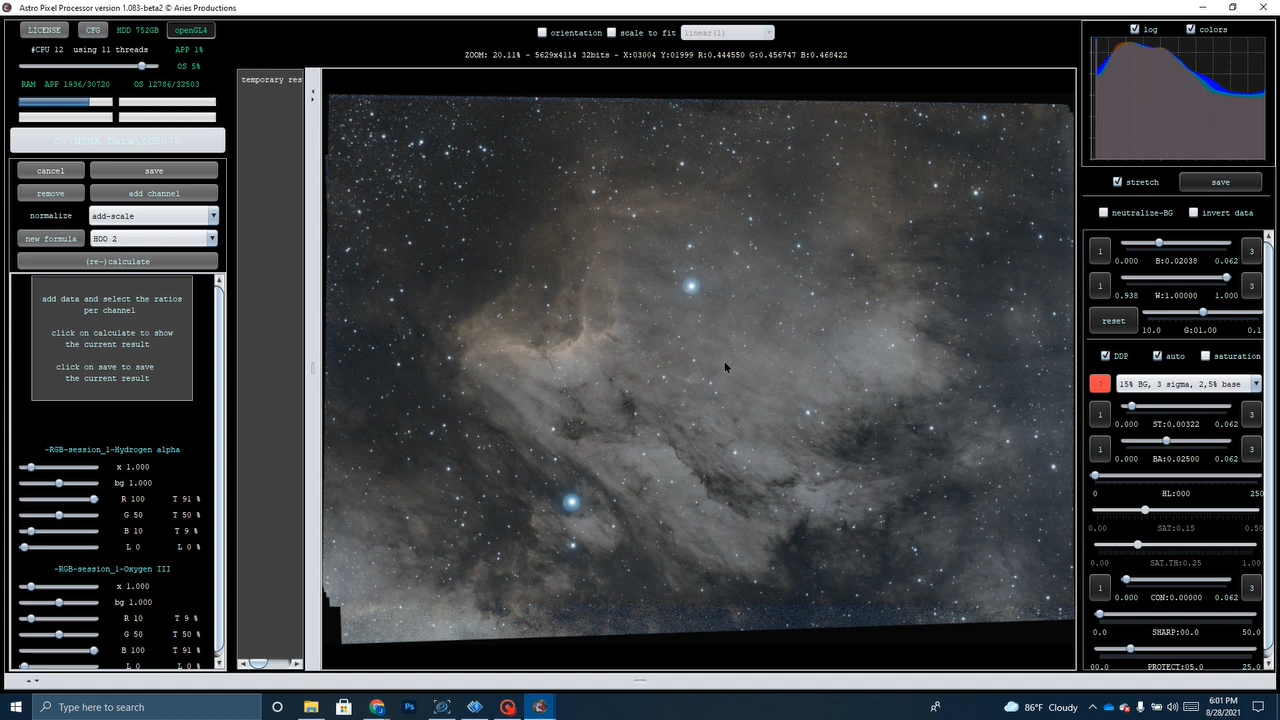 Astro Pixel Processor version 1.083-beta2 © Aries Productions
LICENSE CFG HDD 752GB openGL4
#CPU 12 using 11 threads APP 1%
OS 5%
RAM APP 1936/30720 OS 12786/32503
C:\NINA Data\IC5070
cancel save
remove add channel
normalize add-scale
new formula HOO 2
(re-)calculate
add data and select the ratios
per channel
click on calculate to show
the current result
click on save to save
the current result
-RGB-session_1-Hydrogen alpha
x 1.000
bg 1.000
R 100 T 91 %
G 50 T 50 %
B 10 T 9 %
L 0 L 0 %
-RGB-session_1-Oxygen III
x 1.000
bg 1.000
R 10 T 9 %
G 50 T 50 %
B 100 T 91 %
L 0 L 0 %
temporary res
orientation scale to fit linear(1)
ZOOM: 20.11% - 5629x4114 32bits - X:03004 Y:01999 R:0.444550 G:0.456747 B:0.468422
log colors
stretch save
neutralize-BG invert data
1 3
0.000 B:0.02038 0.062
1 3
0.938 W:1.00000 1.000
reset
10.0 G:01.00 0.1
DDP auto saturation
? 15% BG, 3 sigma, 2,5% base
1 3
0.000 ST:0.00322 0.062
1 3
0.000 BA:0.02500 0.062
0 HL:000 250
0.00 SAT:0.15 0.50
0.00 SAT.TH:0.25 1.00
1 3
0.000 CON:0.00000 0.062
0.0 SHARP:00.0 50.0
00.0 PROTECT:05.0 25.0
Type here to search
Ps
86°F Cloudy
6:01 PM
8/28/2021